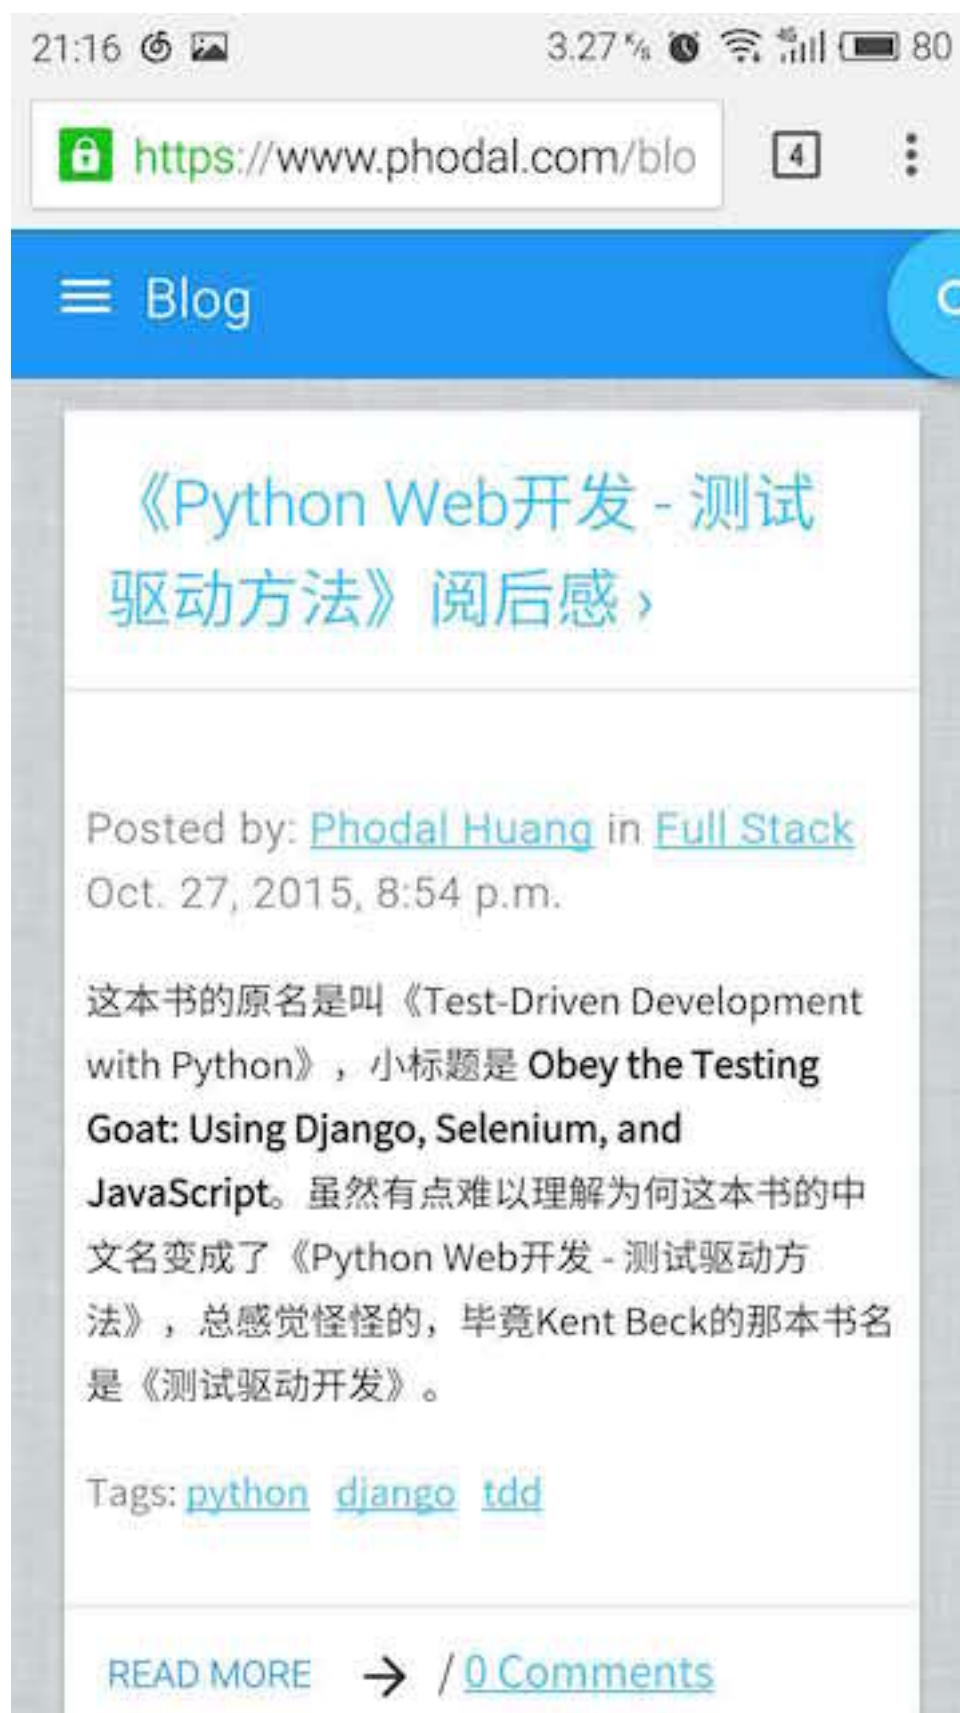 21:16 3.27 K/s 4G 80
https://www.phodal.com/blo 4
Blog
《Python Web开发 - 测试
驱动方法》阅后感 ›
Posted by: Phodal Huang in Full Stack
Oct. 27, 2015, 8:54 p.m.
这本书的原名是叫《Test-Driven Development
with Python》，小标题是 Obey the Testing
Goat: Using Django, Selenium, and
JavaScript。虽然有点难以理解为何这本书的中
文名变成了《Python Web开发 - 测试驱动方
法》，总感觉怪怪的，毕竟Kent Beck的那本书名
是《测试驱动开发》。
Tags: python django tdd
READ MORE → / 0 Comments